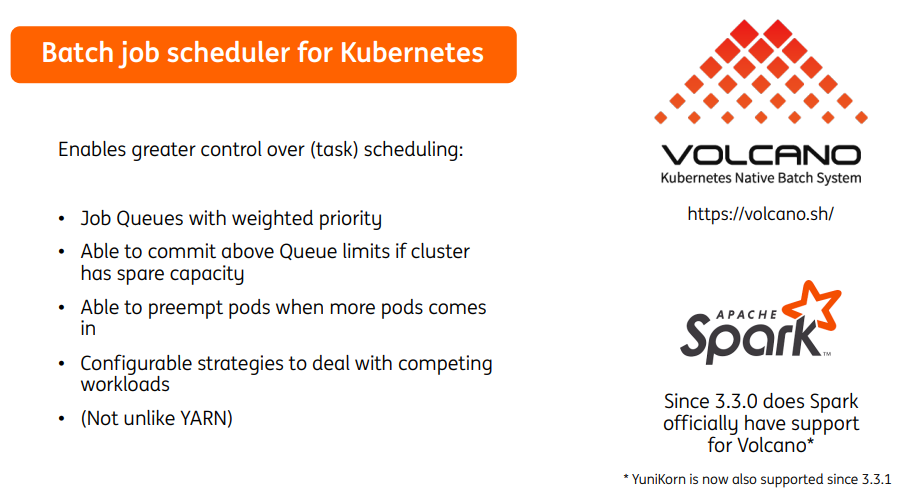 Batch job scheduler for Kubernetes
Enables greater control over (task) scheduling:
• Job Queues with weighted priority
• Able to commit above Queue limits if cluster
has spare capacity
• Able to preempt pods when more pods comes
in
• Configurable strategies to deal with competing
workloads
• (Not unlike YARN)
VOLCANO
Kubernetes Native Batch System
https://volcano.sh/
APACHE
Spark™
Since 3.3.0 does Spark
officially have support
for Volcano*
* YuniKorn is now also supported since 3.3.1